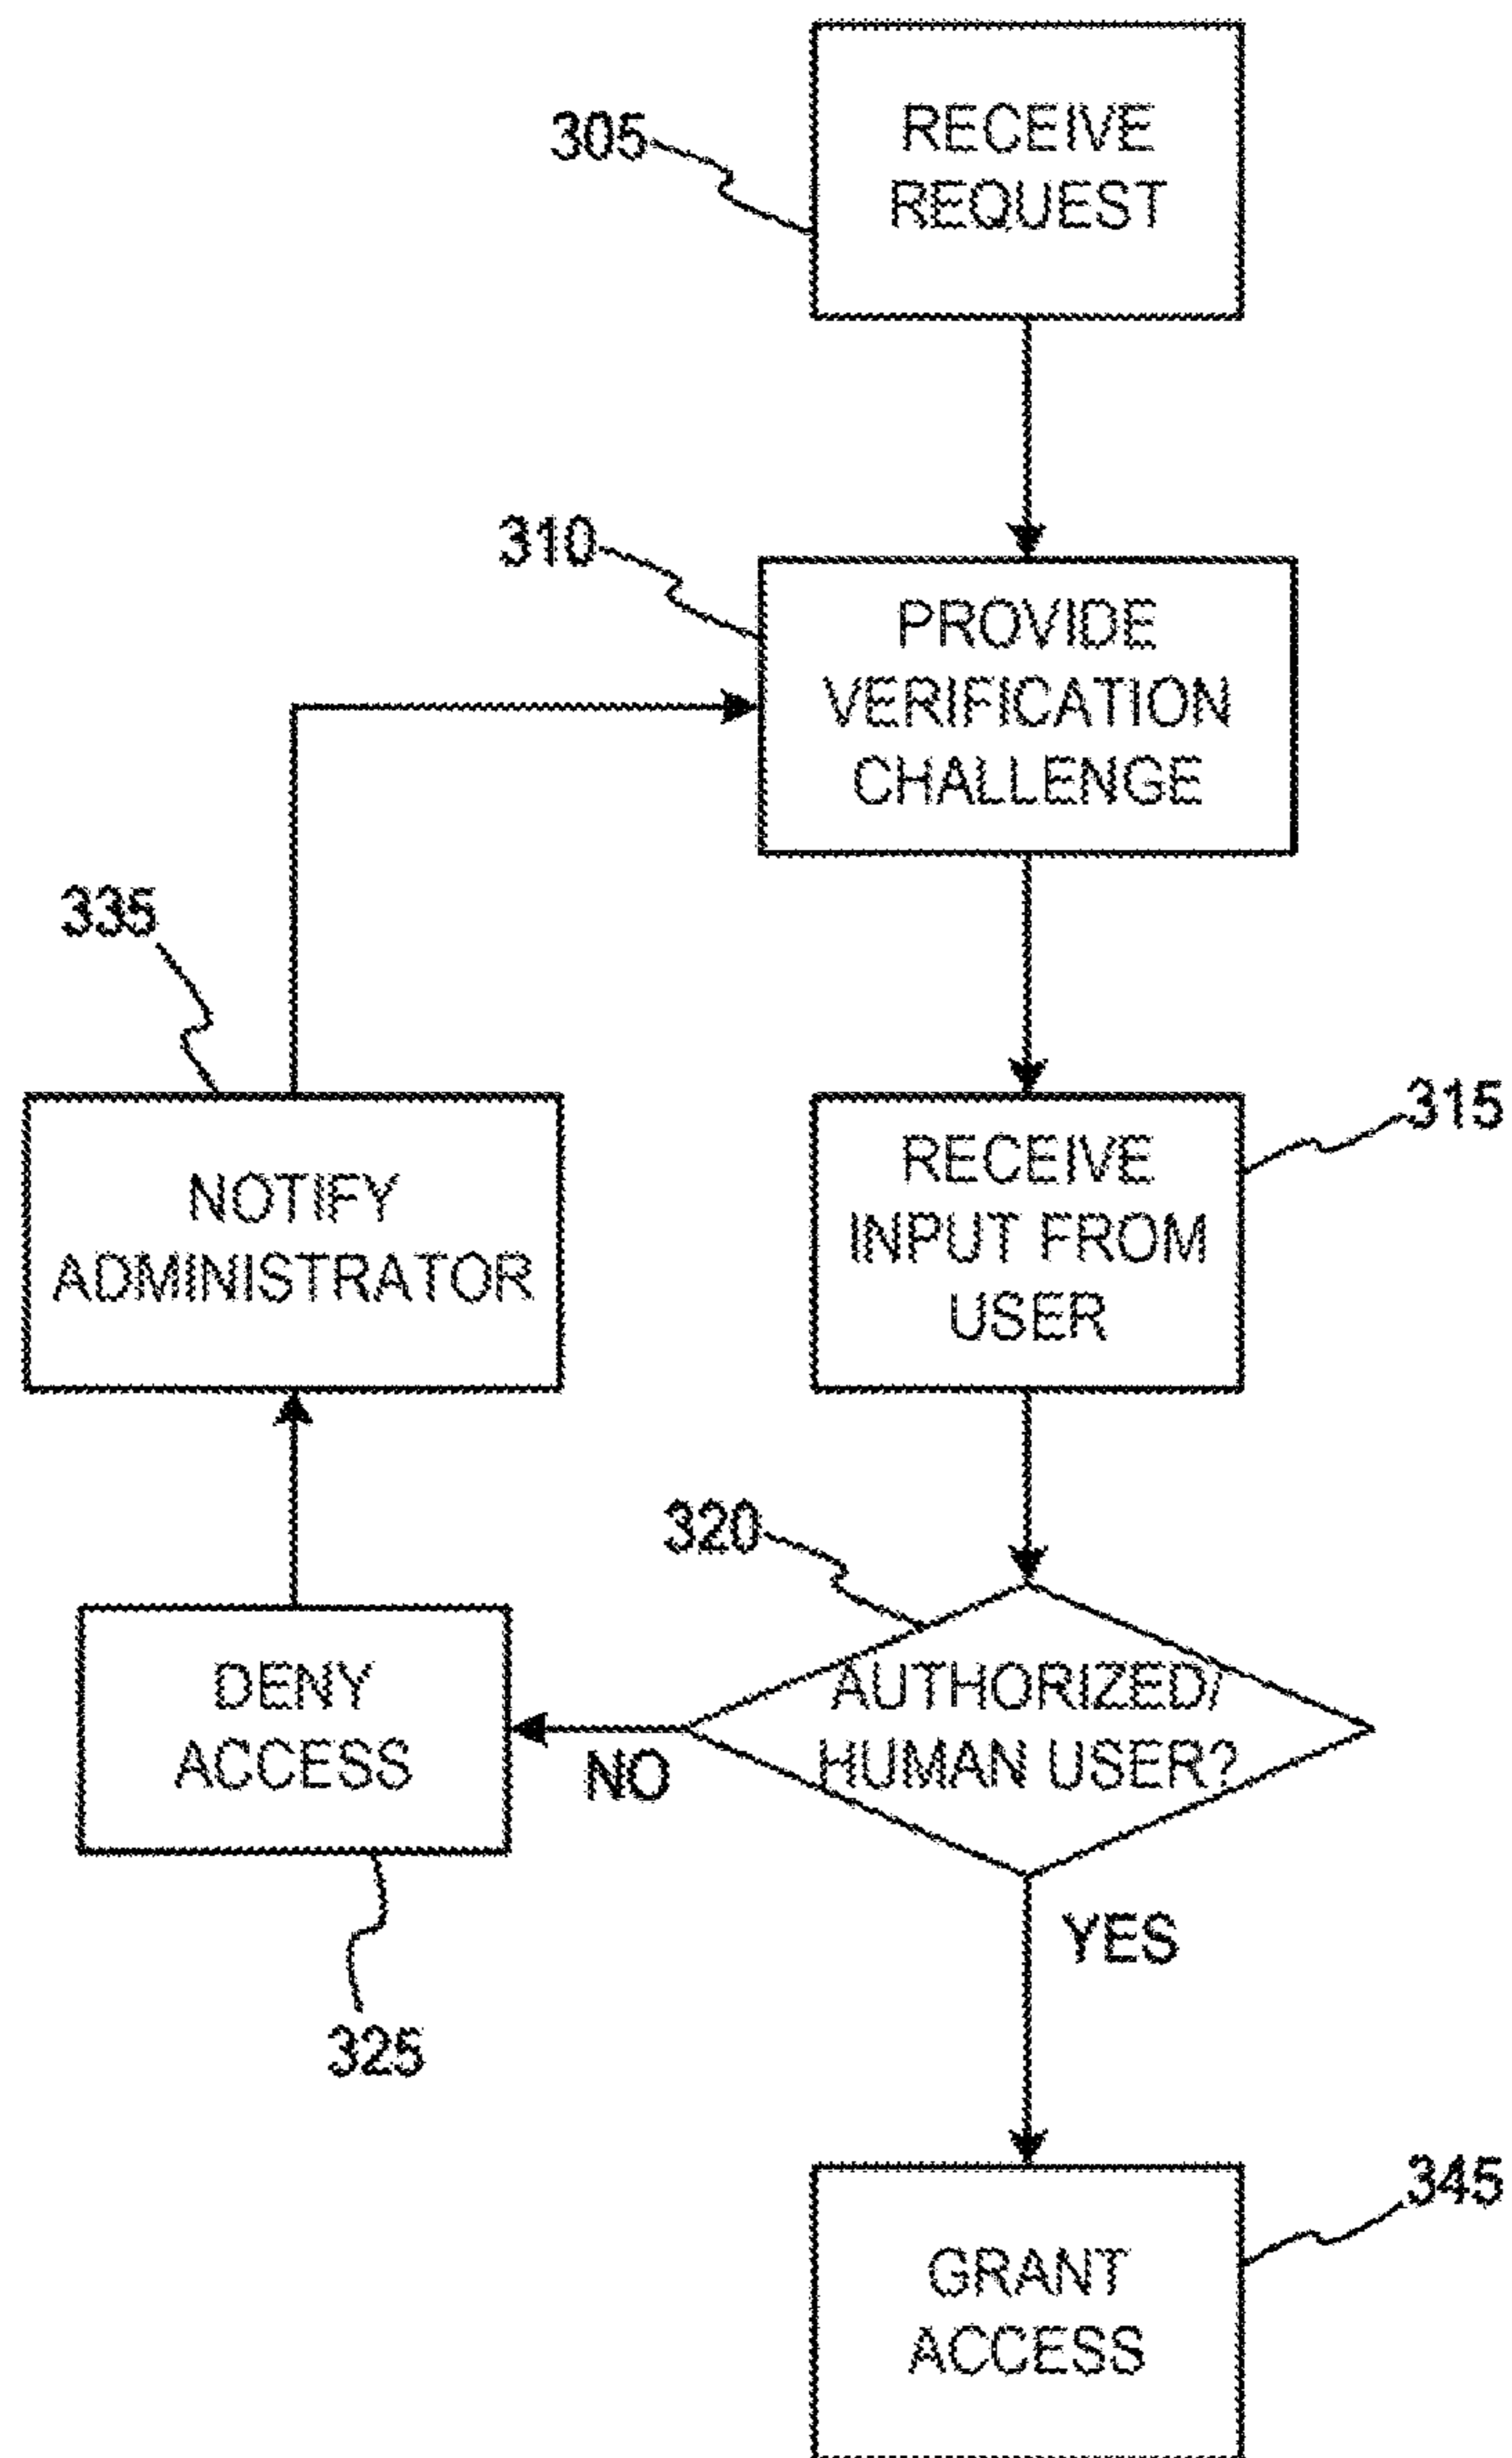 305
RECEIVE
REQUEST
310
PROVIDE
VERIFICATION
CHALLENGE
335
NOTIFY
ADMINISTRATOR
315
RECEIVE
INPUT FROM
USER
320
AUTHORIZED/
HUMAN USER?
NO
DENY
ACCESS
325
YES
345
GRANT
ACCESS